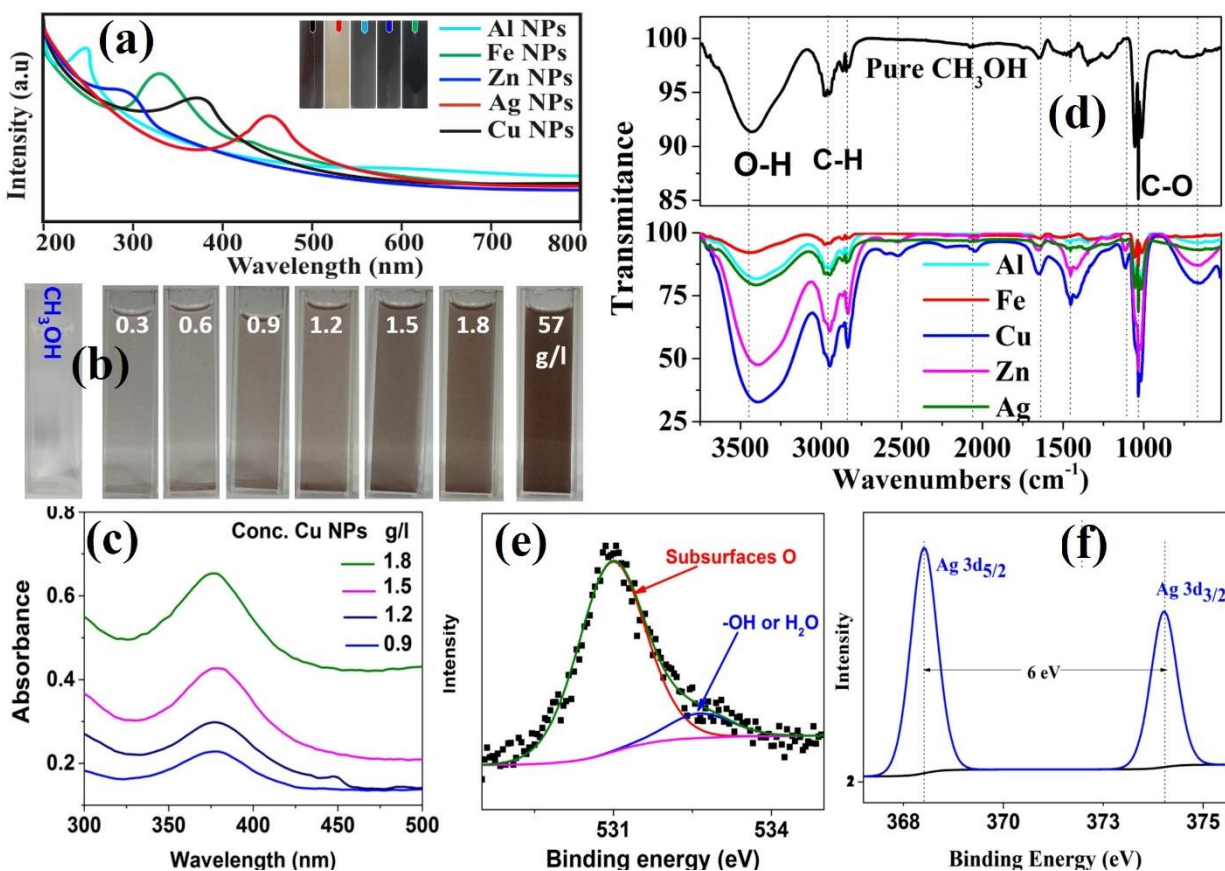 (a)
Al NPs
Fe NPs
Zn NPs
Ag NPs
Cu NPs
Intensity (a.u)
200 300 400 500 600 700 800
Wavelength (nm)
(b)
CH₃OH
0.3 0.6 0.9 1.2 1.5 1.8 57
g/l
(c)
Conc. Cu NPs g/l
1.8
1.5
1.2
0.9
Absorbance
0.8
0.6
0.4
0.2
300 350 400 450 500
Wavelength (nm)
(d)
100
95
90
85
Pure CH₃OH
O-H
C-H
C-O
Transmitance
100
75
50
25
Al
Fe
Cu
Zn
Ag
3500 3000 2500 2000 1500 1000
Wavenumbers (cm⁻¹)
(e)
Subsurfaces O
-OH or H₂O
Intensity
531 534
Binding energy (eV)
(f)
Ag 3d₅/₂
Ag 3d₃/₂
6 eV
Intensity
2
368 370 373 375
Binding Energy (eV)